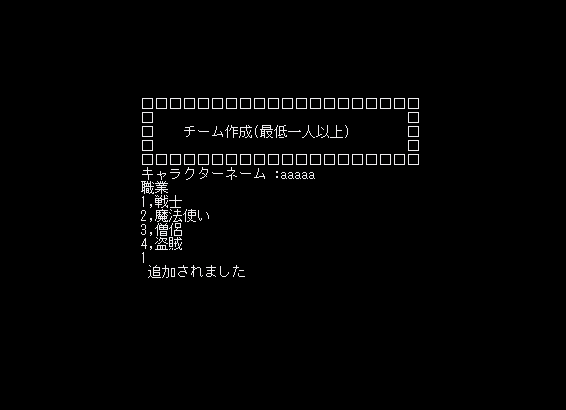 チーム作成(最低一人以上)
キャラクターネーム :aaaaa
職業
1,戦士
2,魔法使い
3,僧侶
4,盗賊
1
追加されました